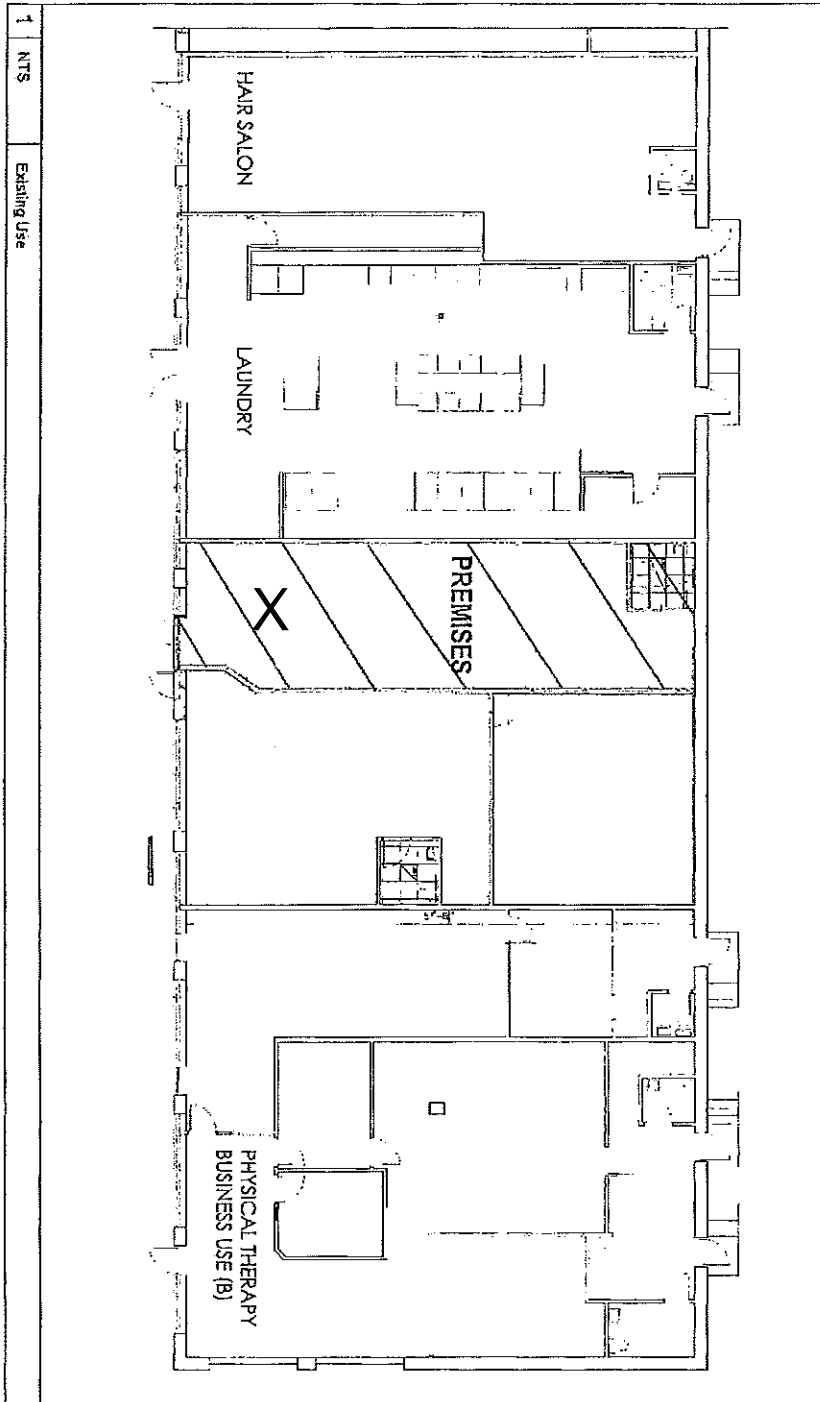 HAIR SALON
LAUNDRY
X
PREMISES
PHYSICAL THERAPY
BUSINESS USE (B)
1
NTS
Existing Use